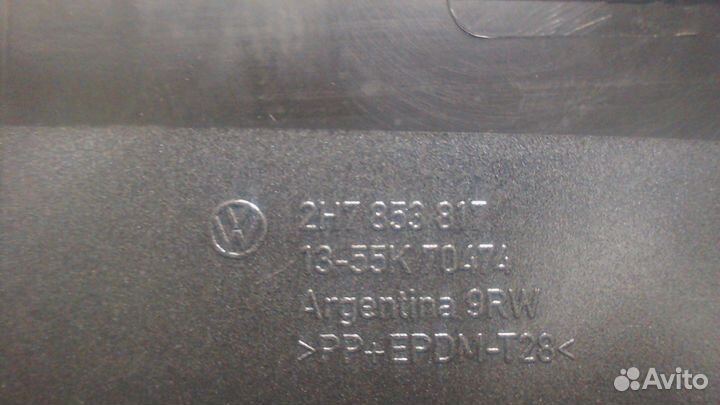 2H7 853 817
13-55K 70474
Argentina 9RW
>PP+EPDM-T28<
Avito